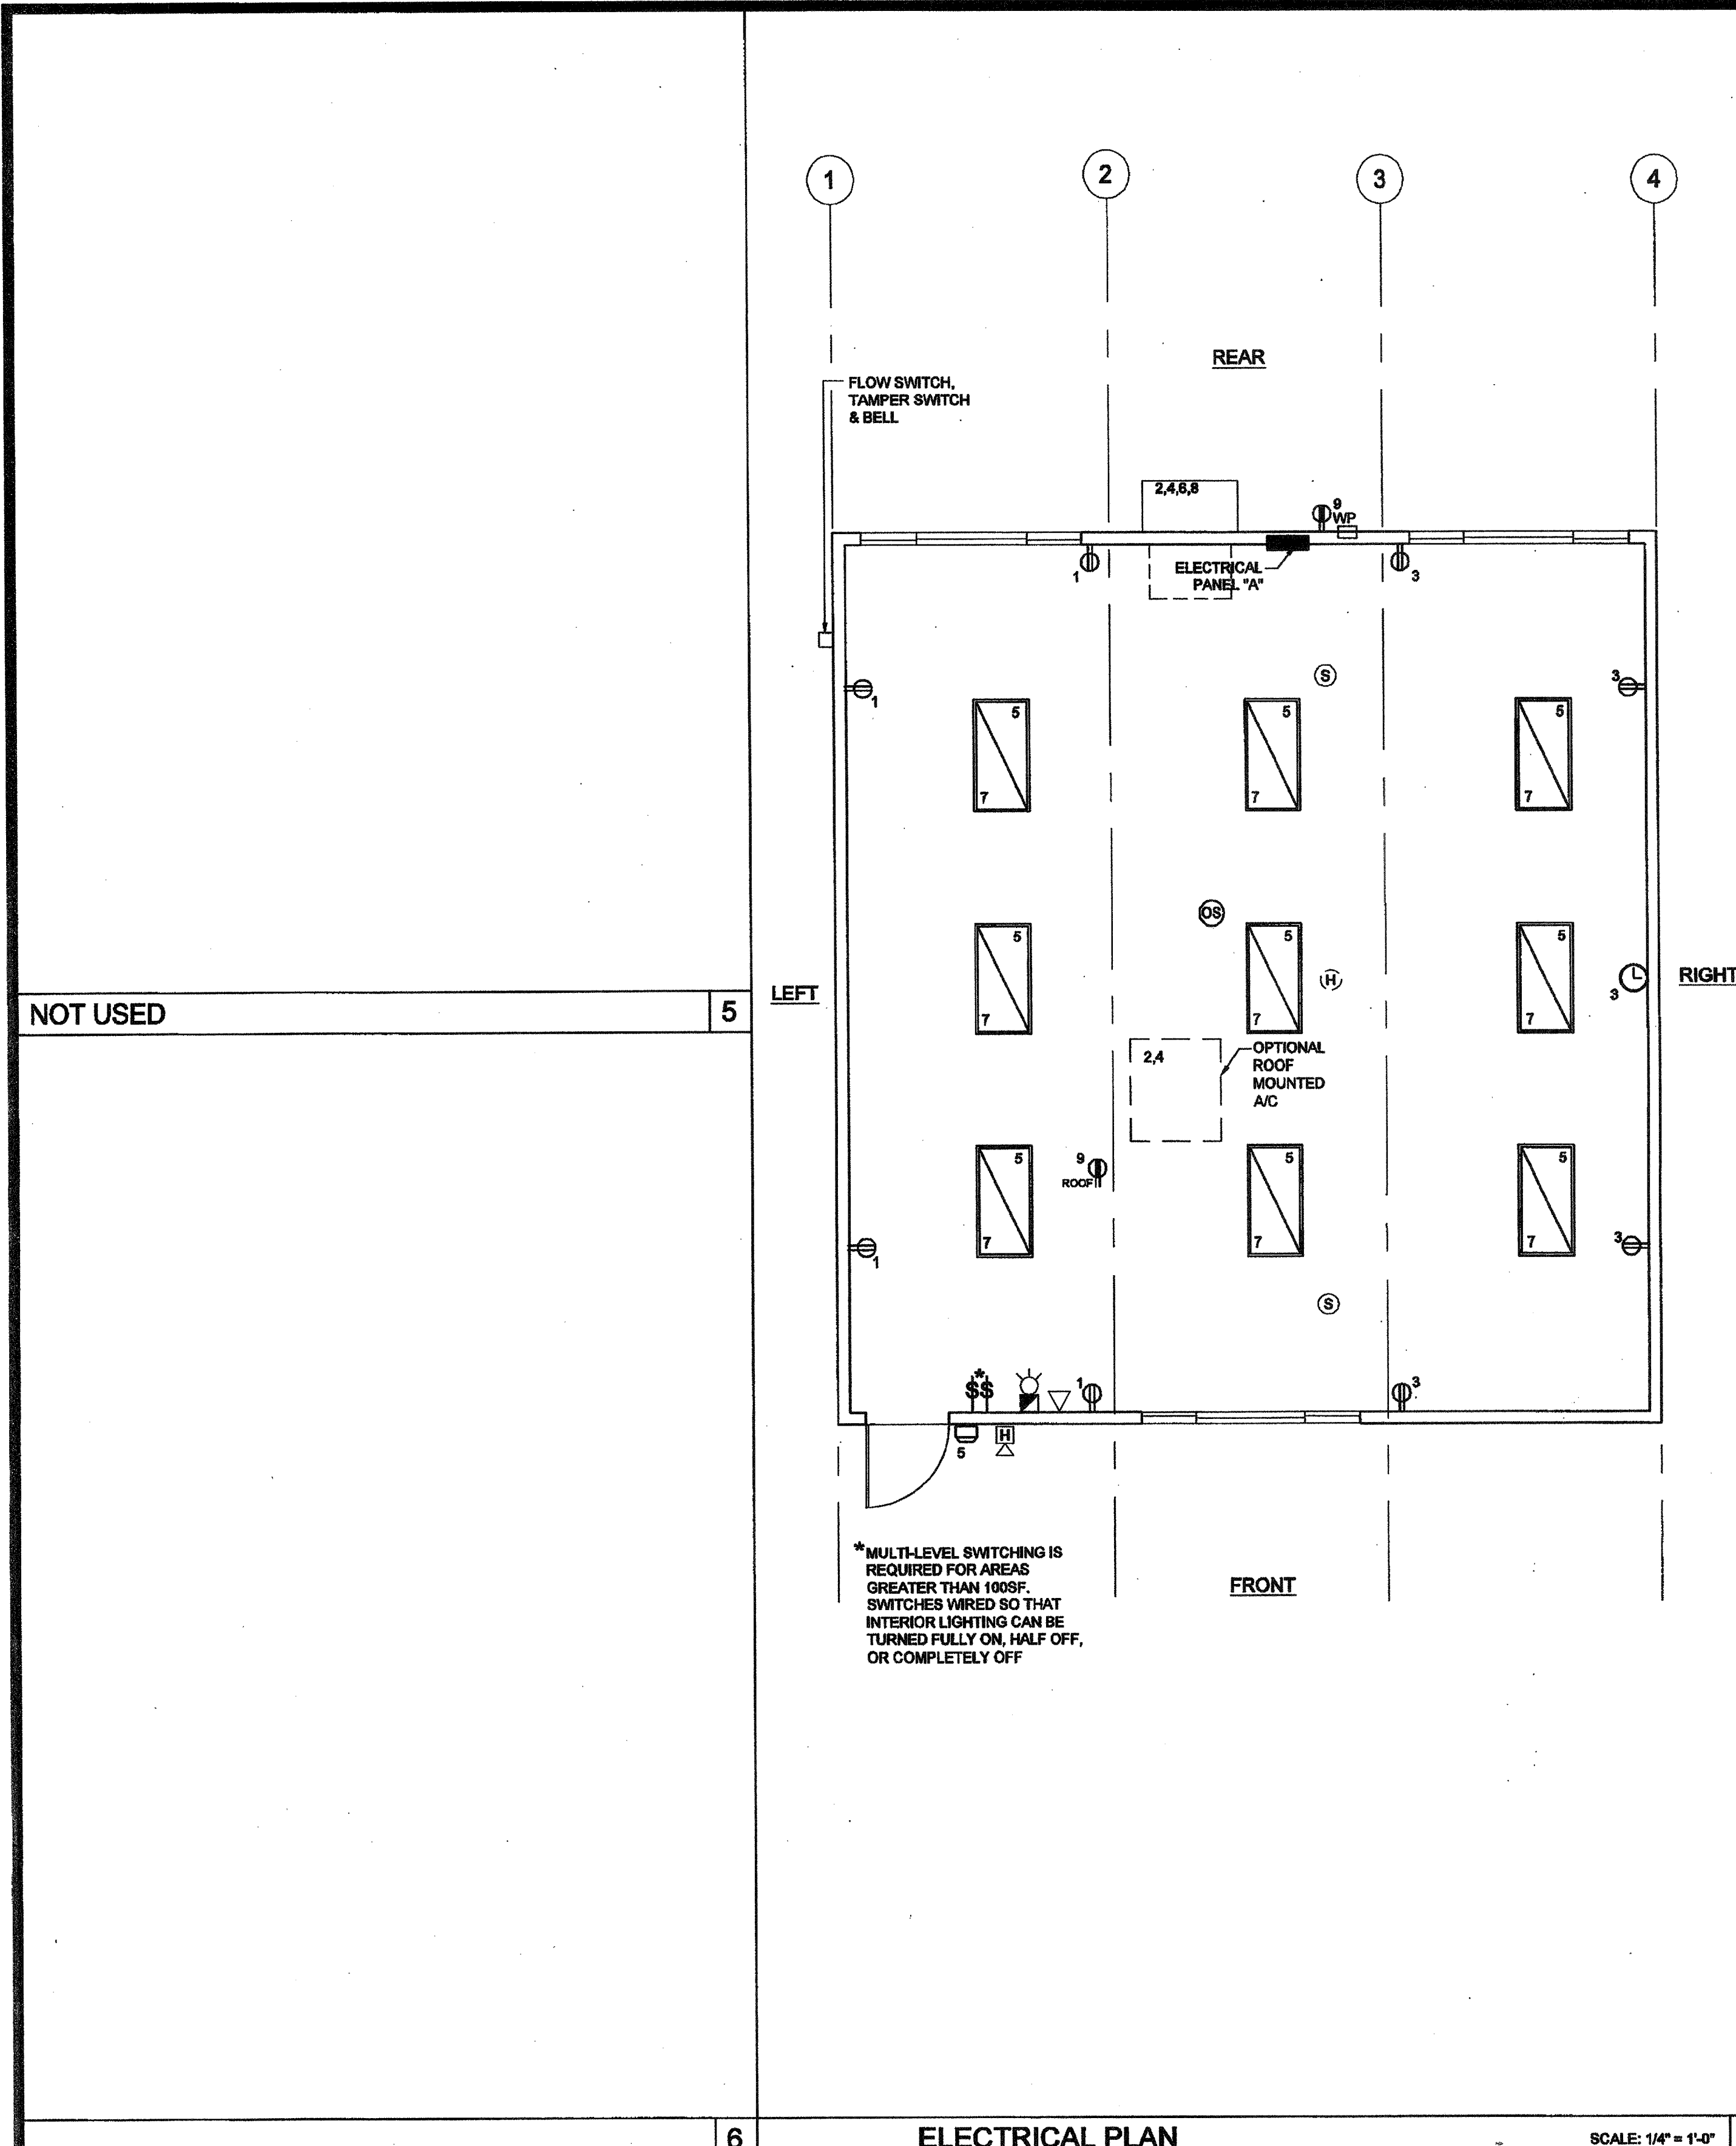 1
2
3
4
REAR
FLOW SWITCH,
TAMPER SWITCH
& BELL
2,4,6,8
9
WP
1
ELECTRICAL
PANEL "A"
3
S
1
3
5
5
5
7
7
7
OS
5
5
5
H
3
LEFT
RIGHT
NOT USED
5
7
7
7
2,4
OPTIONAL
ROOF
MOUNTED
A/C
5
5
5
9
ROOF
7
7
7
1
3
S
*
$$
1
3
5
H
*MULTI-LEVEL SWITCHING IS
REQUIRED FOR AREAS
GREATER THAN 100SF.
SWITCHES WIRED SO THAT
INTERIOR LIGHTING CAN BE
TURNED FULLY ON, HALF OFF,
OR COMPLETELY OFF
FRONT
6
ELECTRICAL PLAN
SCALE: 1/4" = 1'-0"